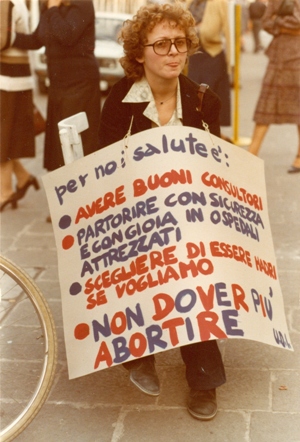 per noi salute è:
• AVERE BUONI CONSULTORI
• PARTORIRE CON SICUREZZA
E CON GIOIA IN OSPEDALI
ATTREZZATI
• SCEGLIERE DI ESSERE MADRI
SE VOGLIAMO
• NON DOVER PIÙ
ABORTIRE UDI